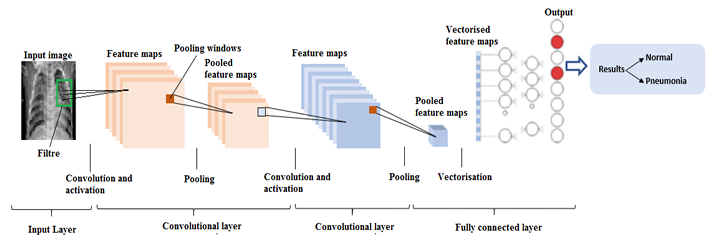 Output
Vectorised
feature maps
Input image
Feature maps
Pooling windows
Pooled
feature maps
Feature maps
Pooled
feature maps
Results
Normal
Pneumonia
Filtre
Convolution and
activation
Pooling
Convolution and
activation
Pooling
Vectorisation
Input Layer
Convolutional layer
Convolutional layer
Fully connected layer